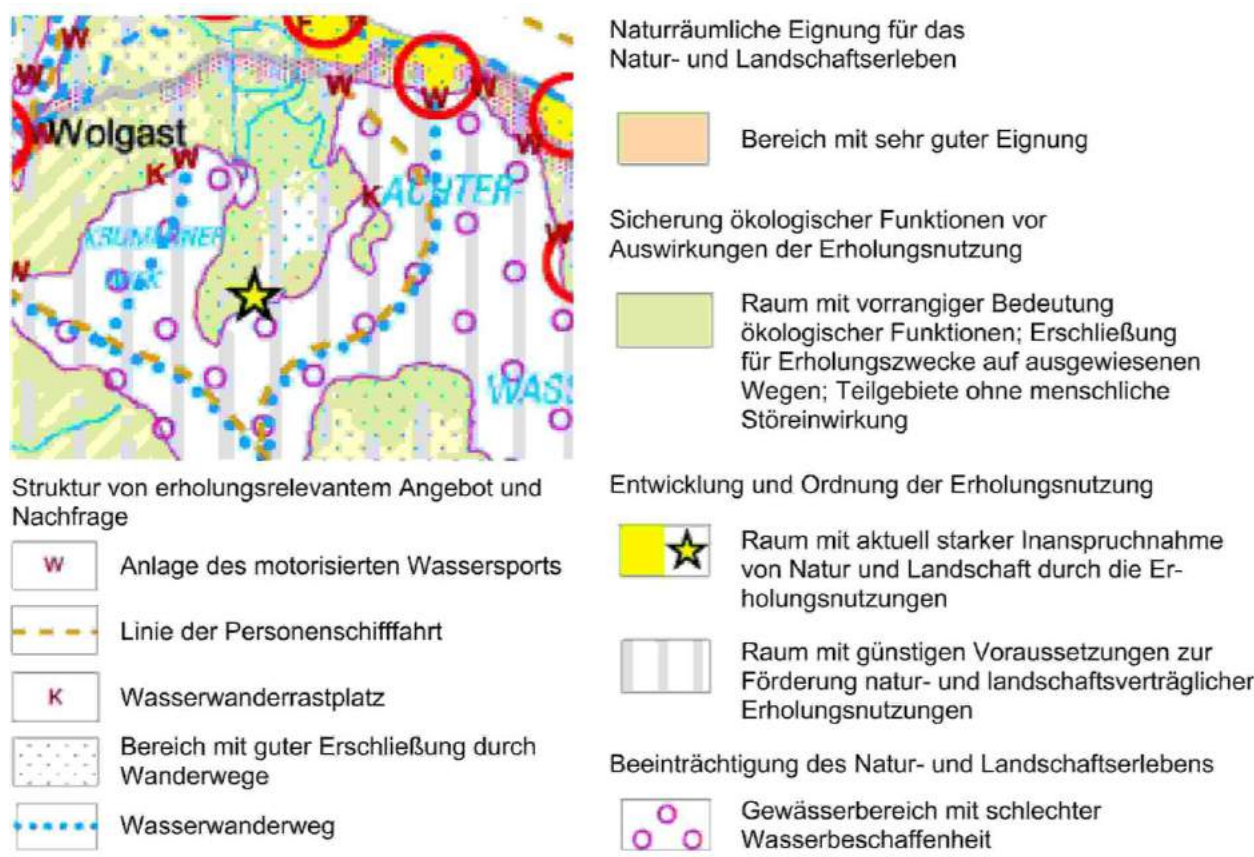 Wolgast
W
W
W
W
W
W
W
W
W
W
K
K
KRUMMINER
WIEK
ACHTER-
WASS
Struktur von erholungsrelevantem Angebot und
Nachfrage
W Anlage des motorisierten Wassersports
Linie der Personenschifffahrt
K Wasserwanderrastplatz
Bereich mit guter Erschließung durch
Wanderwege
Wasserwanderweg
Naturräumliche Eignung für das
Natur- und Landschaftserleben
Bereich mit sehr guter Eignung
Sicherung ökologischer Funktionen vor
Auswirkungen der Erholungsnutzung
Raum mit vorrangiger Bedeutung
ökologischer Funktionen; Erschließung
für Erholungszwecke auf ausgewiesenen
Wegen; Teilgebiete ohne menschliche
Störeinwirkung
Entwicklung und Ordnung der Erholungsnutzung
Raum mit aktuell starker Inanspruchnahme
von Natur und Landschaft durch die Er-
holungsnutzungen
Raum mit günstigen Voraussetzungen zur
Förderung natur- und landschaftsverträglicher
Erholungsnutzungen
Beeinträchtigung des Natur- und Landschaftserlebens
Gewässerbereich mit schlechter
Wasserbeschaffenheit